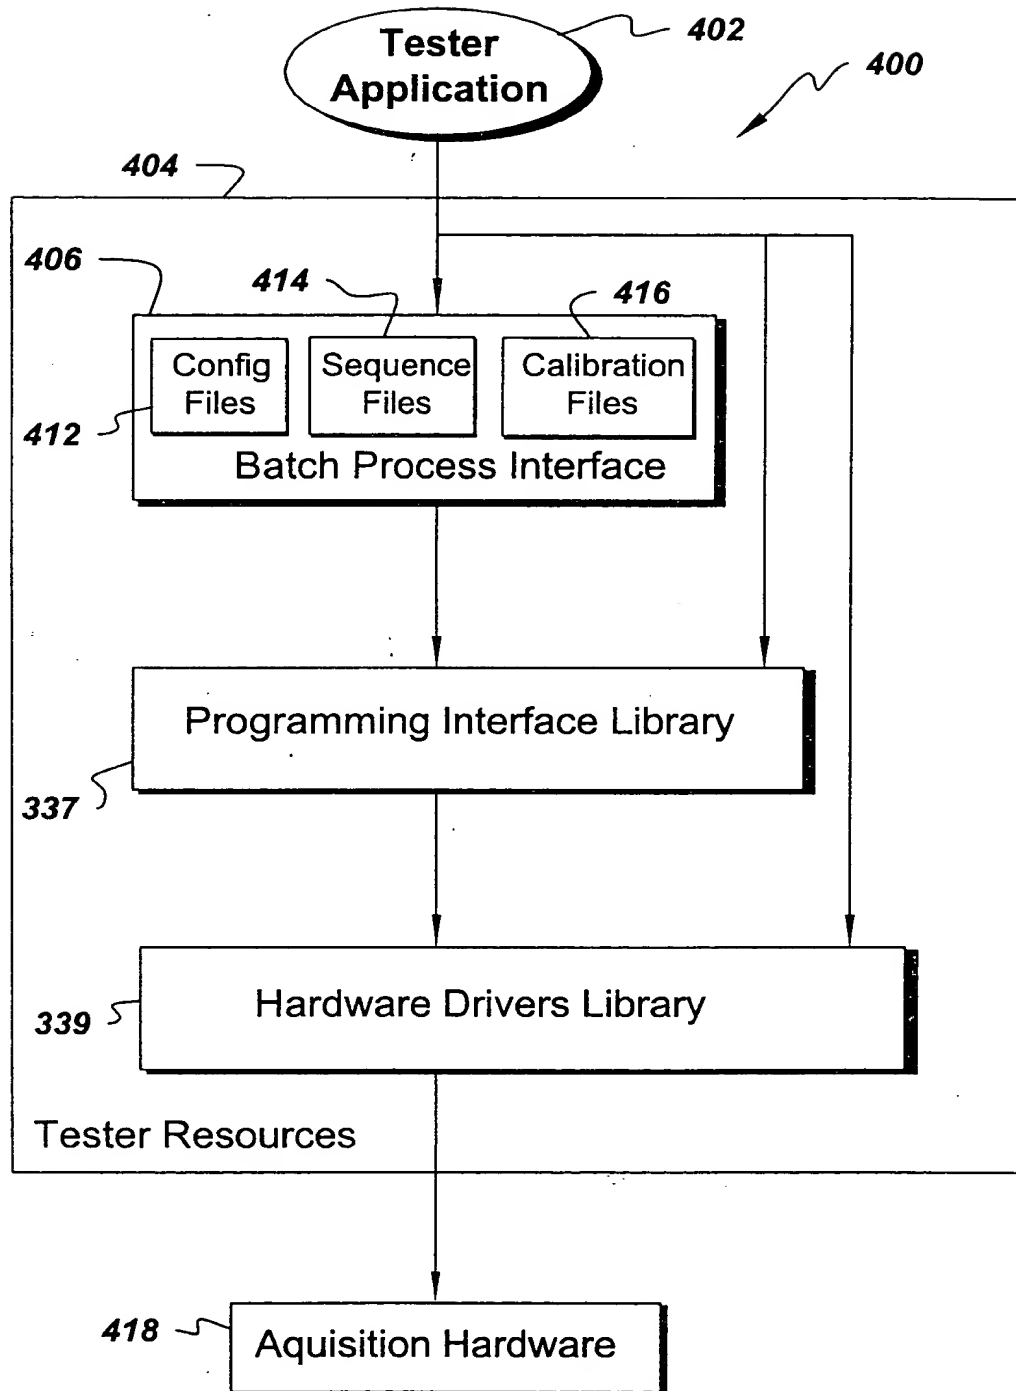 Tester
Application
402
400
404
406
414
416
Config
Files
Sequence
Files
Calibration
Files
412
Batch Process Interface
Programming Interface Library
337
Hardware Drivers Library
339
Tester Resources
418
Aquisition Hardware